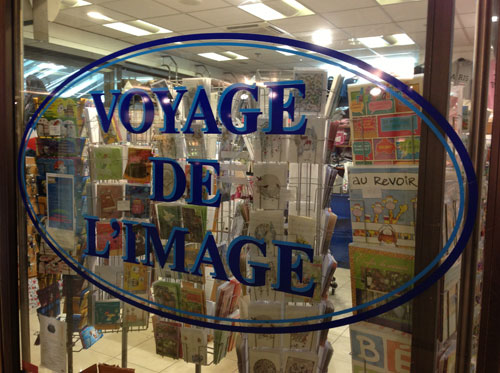 VOYAGE
DE
L'IMAGE
au Revoir